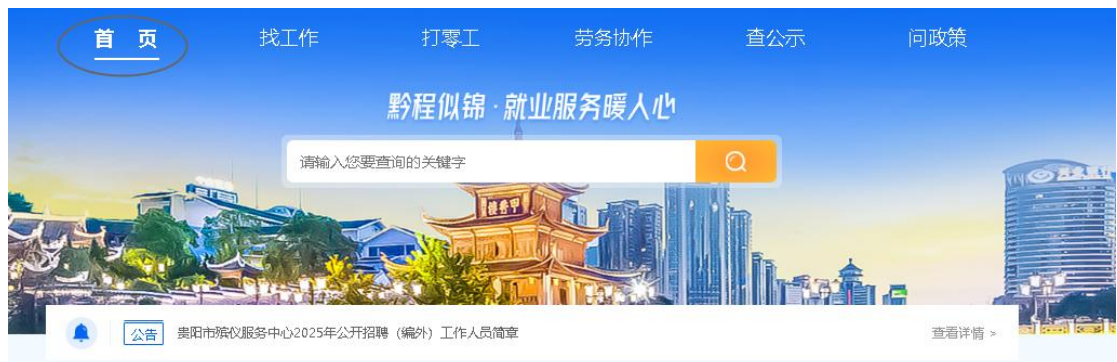 首 页 找工作 打零工 劳务协作 查公示 问政策
黔程似锦·就业服务暖人心
请输入您要查询的关键字
公告 贵阳市殡仪服务中心2025年公开招聘（编外）工作人员简章 查看详情 >